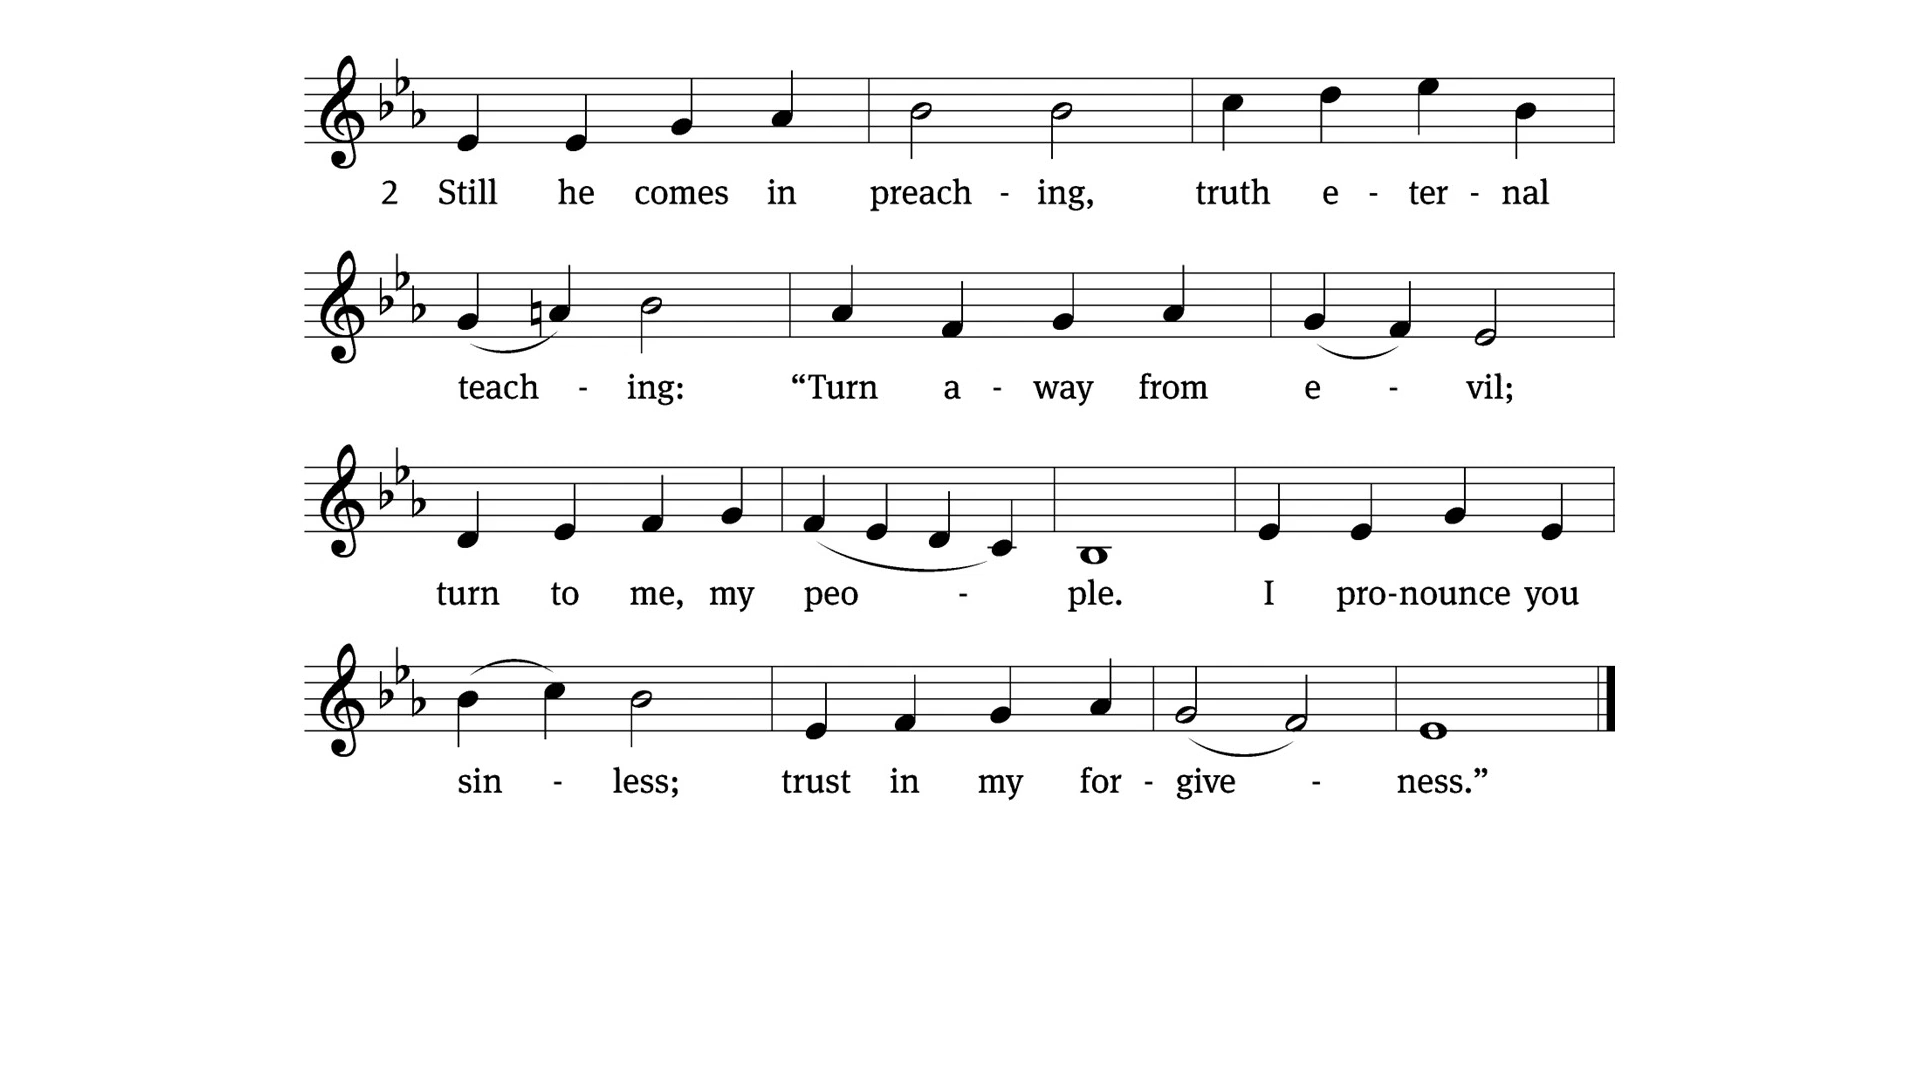 2 Still he comes in preach - ing, truth e - ter - nal
teach - ing: “Turn a - way from e - vil;
turn to me, my peo - ple. I pro-nounce you
sin - less; trust in my for - give - ness.”